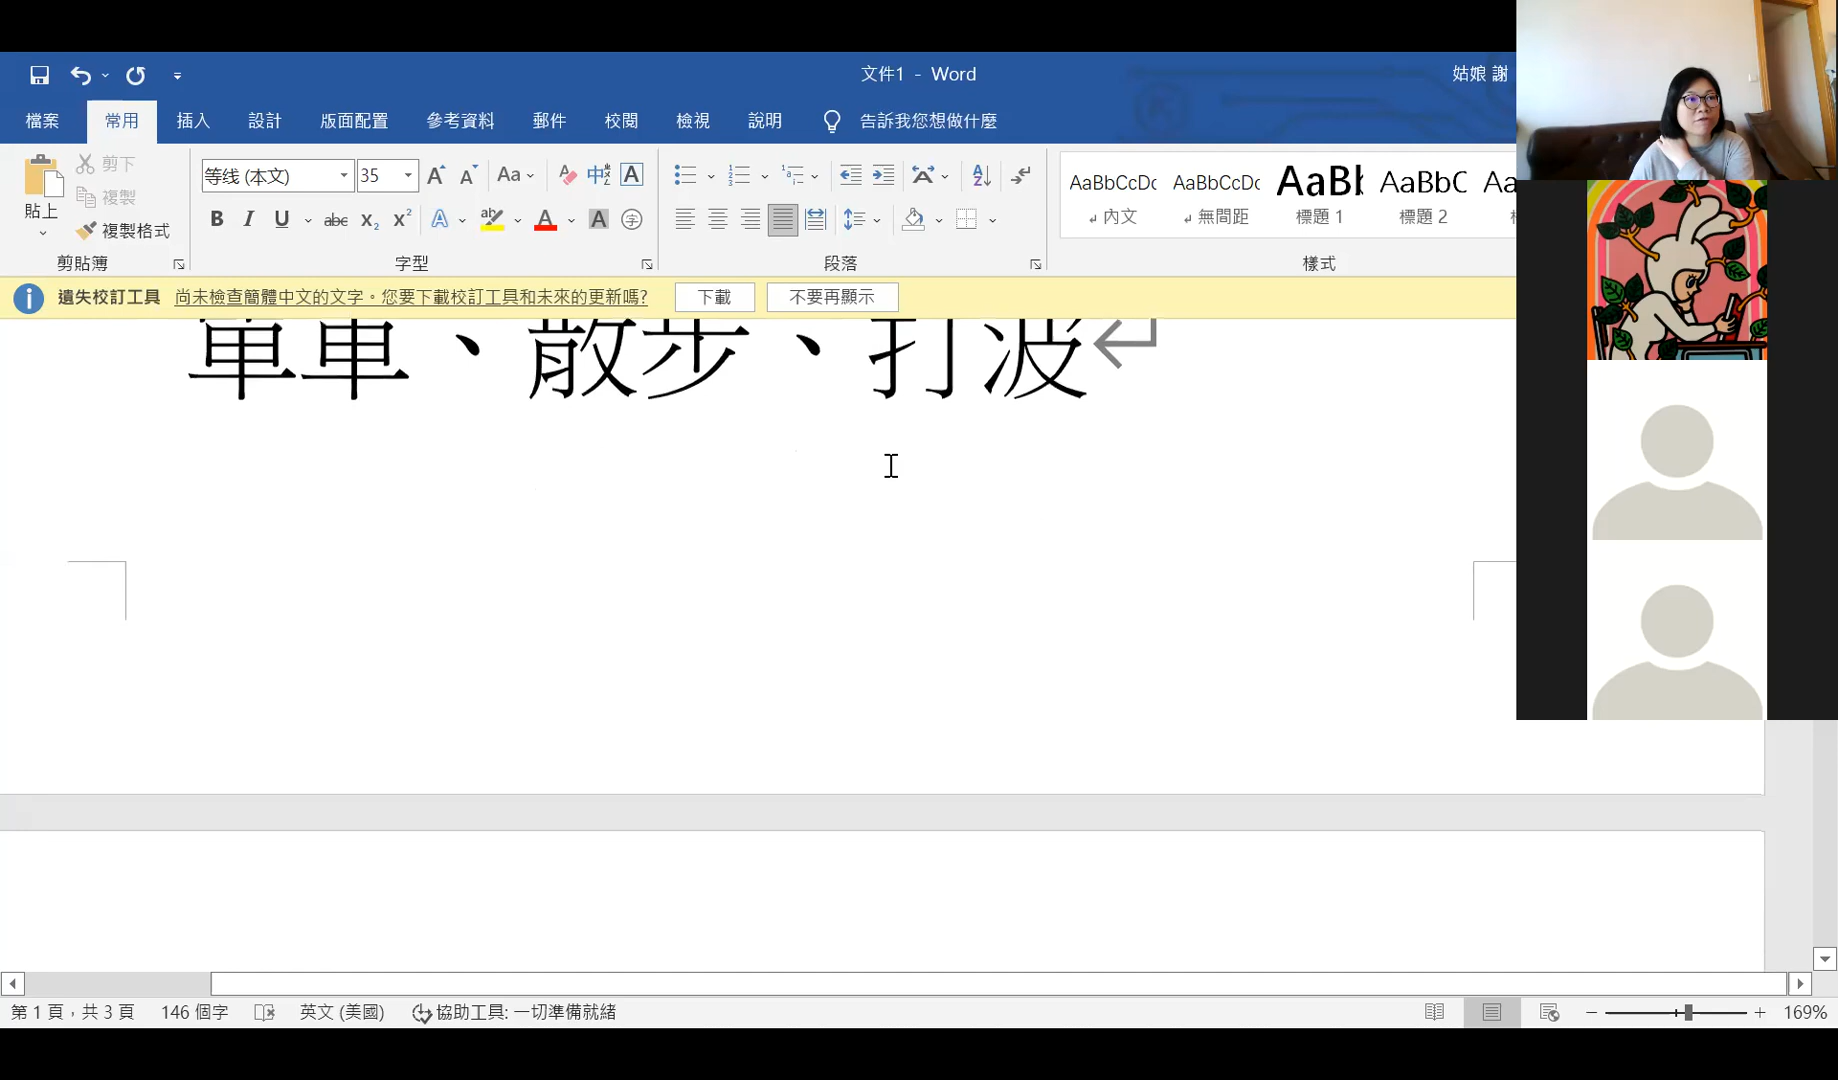 文件1 - Word
姑娘 謝
檔案 常用 插入 設計 版面配置 參考資料 郵件 校閱 檢視 說明 告訴我您想做什麼
貼上
剪下
複製
複製格式
剪貼簿
等线 (本文) 35
字型
段落
AaBbCcDc AaBbCcDc AaBb AaBbC Aa
內文 無間距 標題 1 標題 2
樣式
遺失校訂工具 尚未檢查簡體中文的文字。您要下載校訂工具和未來的更新嗎? 下載 不要再顯示
單車、散步、打波
第 1 頁,共 3 頁 146 個字 英文 (美國) 協助工具: 一切準備就緒 169%